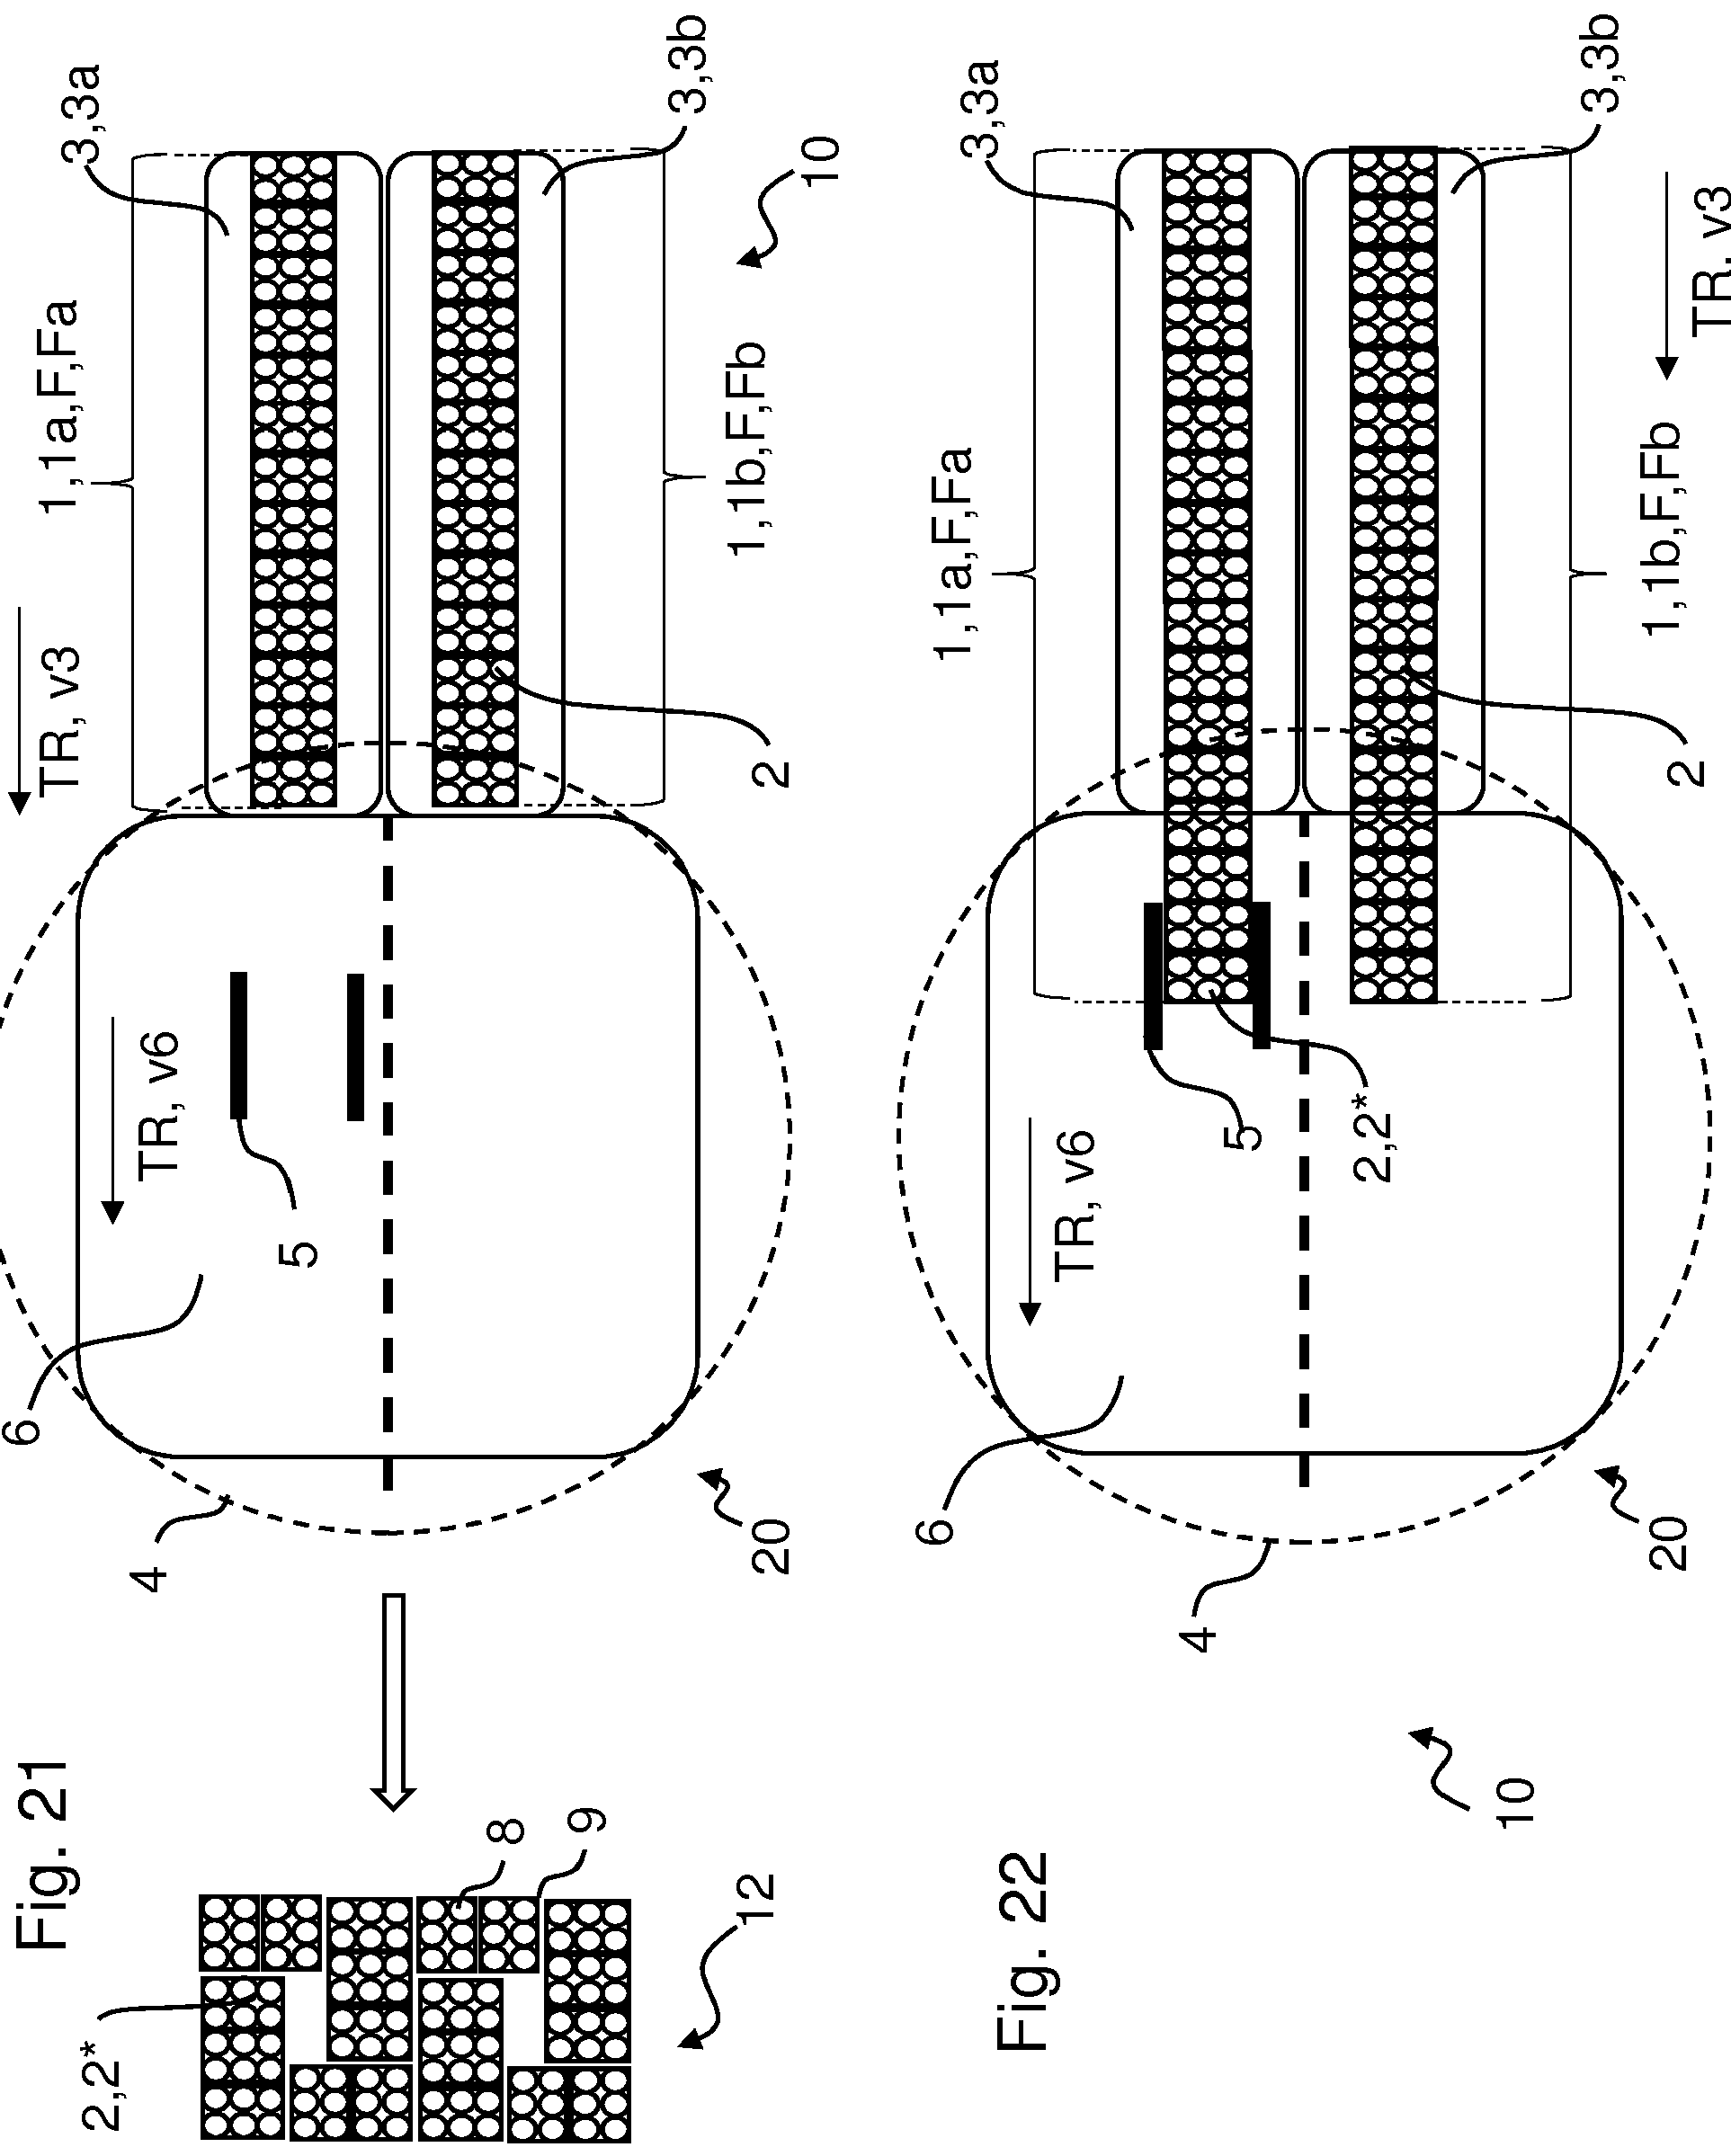 Fig. 21
3,3a
3,3b
1,1a,F,Fa
1,1b,F,Fb
10
TR, v3
2
TR, v6
5
6
4
20
8
9
12
2,2*
Fig. 22
3,3a
3,3b
1,1a,F,Fa
1,1b,F,Fb
TR, v3
2
TR, v6
5
2,2*
6
4
20
10